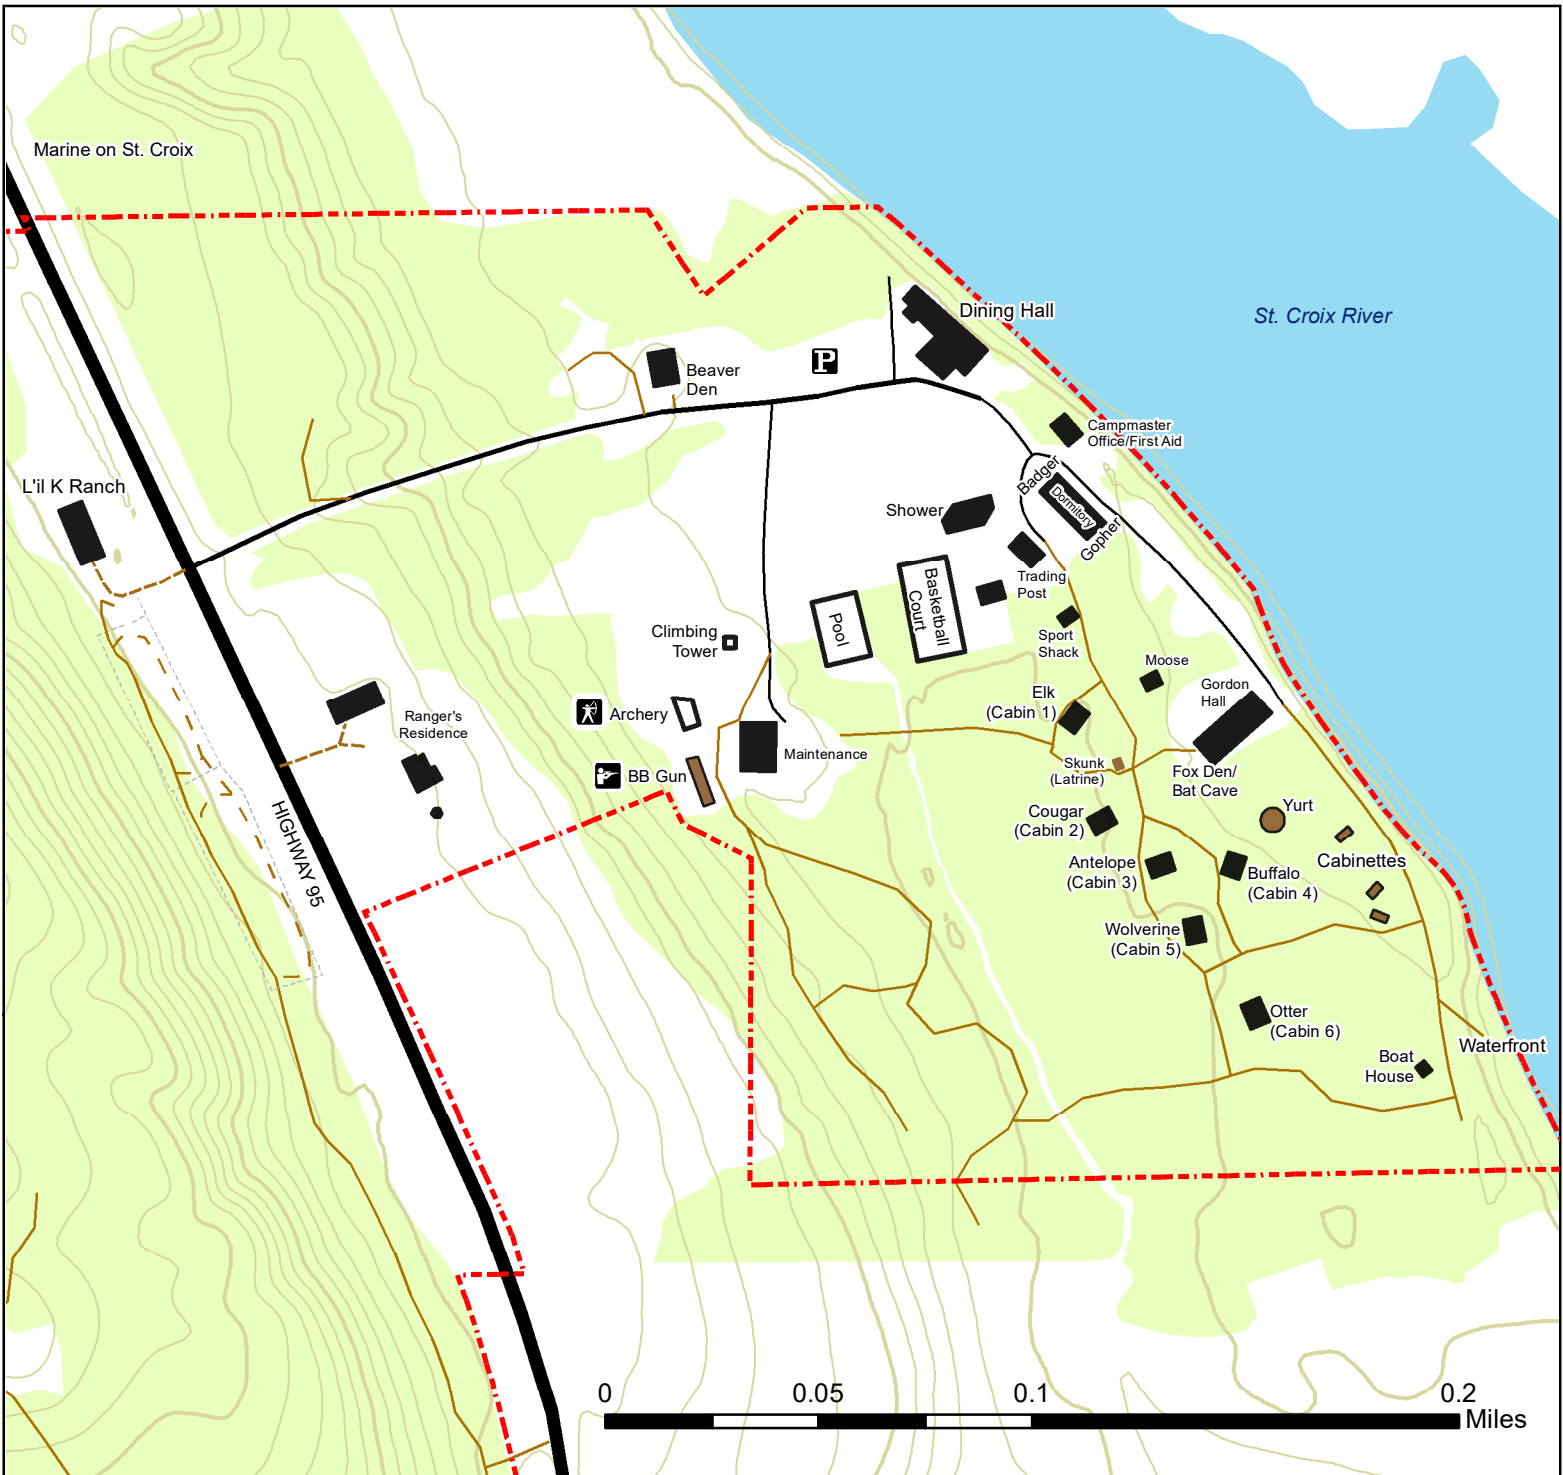 Marine on St. Croix
St. Croix River
Dining Hall
P
Beaver
Den
Campmaster
Office/First Aid
Badger
Dormitory
Gopher
L'il K Ranch
Shower
Trading
Post
Basketball
Court
Pool
Climbing
Tower
Sport
Shack
Moose
Gordon
Hall
Elk
(Cabin 1)
Ranger's
Residence
Archery
Maintenance
BB Gun
Skunk
(Latrine)
Fox Den/
Bat Cave
HIGHWAY 95
Yurt
Cougar
(Cabin 2)
Cabinettes
Antelope
(Cabin 3)
Buffalo
(Cabin 4)
Wolverine
(Cabin 5)
Otter
(Cabin 6)
Waterfront
Boat
House
0 0.05 0.1 0.2
Miles